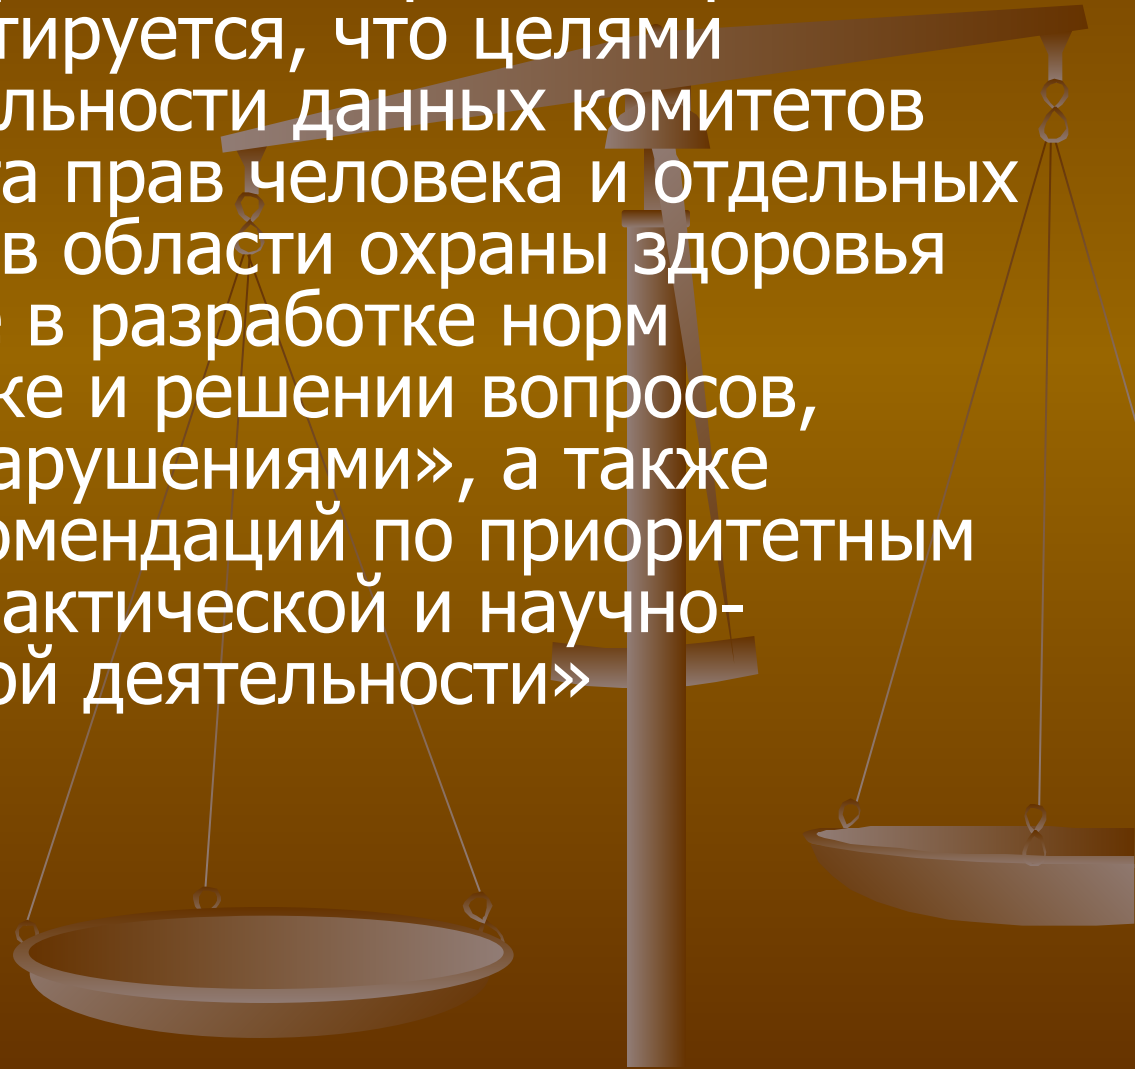 тируется, что целями
льности данных комитетов
та прав человека и отдельных
в области охраны здоровья
в разработке норм
ке и решении вопросов,
арушениями», а также
омендаций по приоритетным
актической и научно-
ой деятельности»